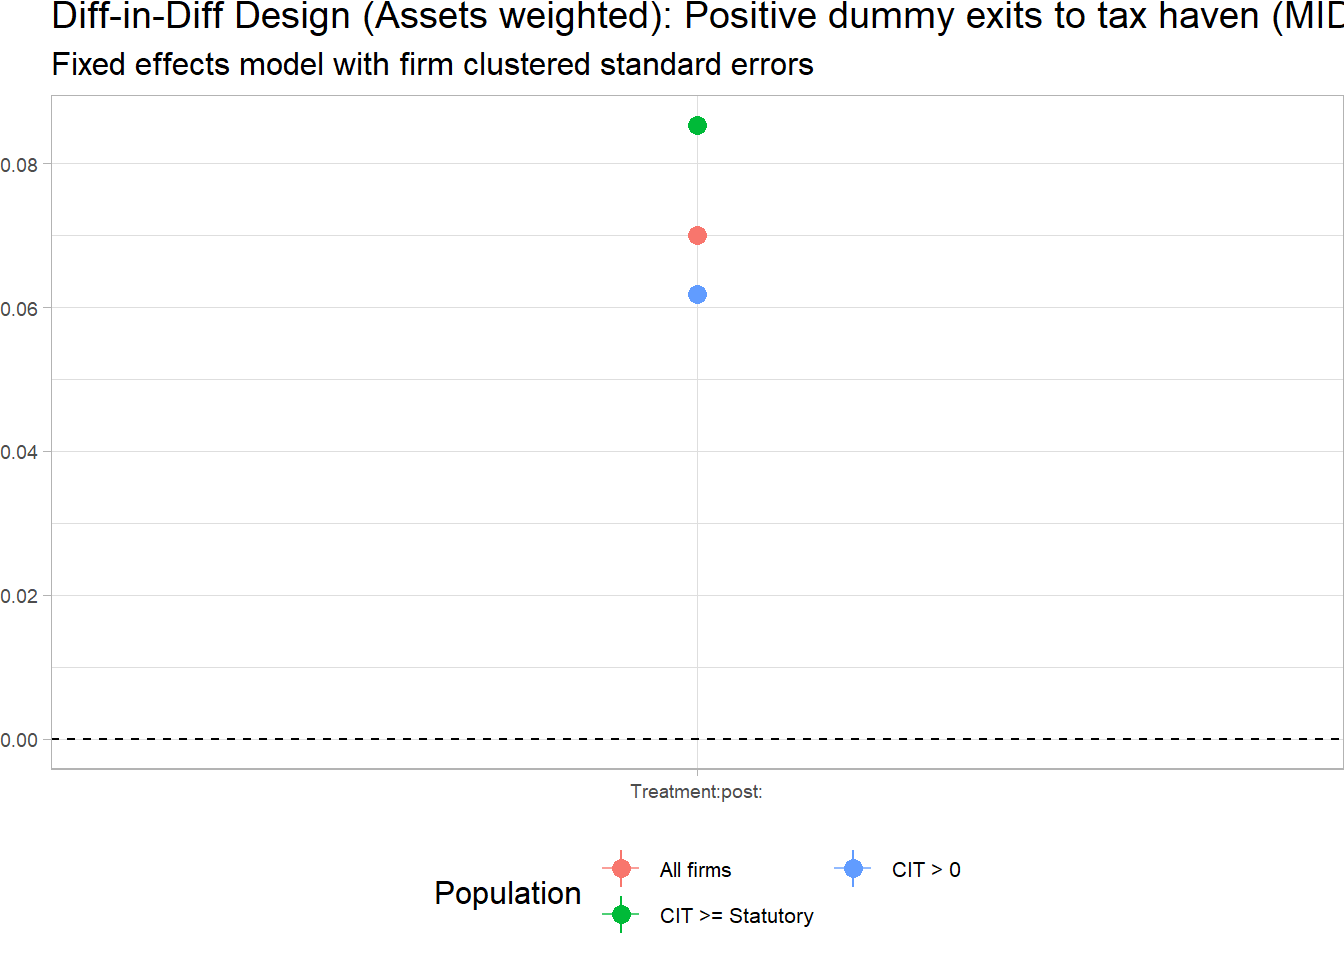 Diff-in-Diff Design (Assets weighted): Positive dummy exits to tax haven (MID
Fixed effects model with firm clustered standard errors
0.08
0.06
0.04
0.02
0.00
Treatment:post:
Population
All firms
CIT > 0
CIT >= Statutory